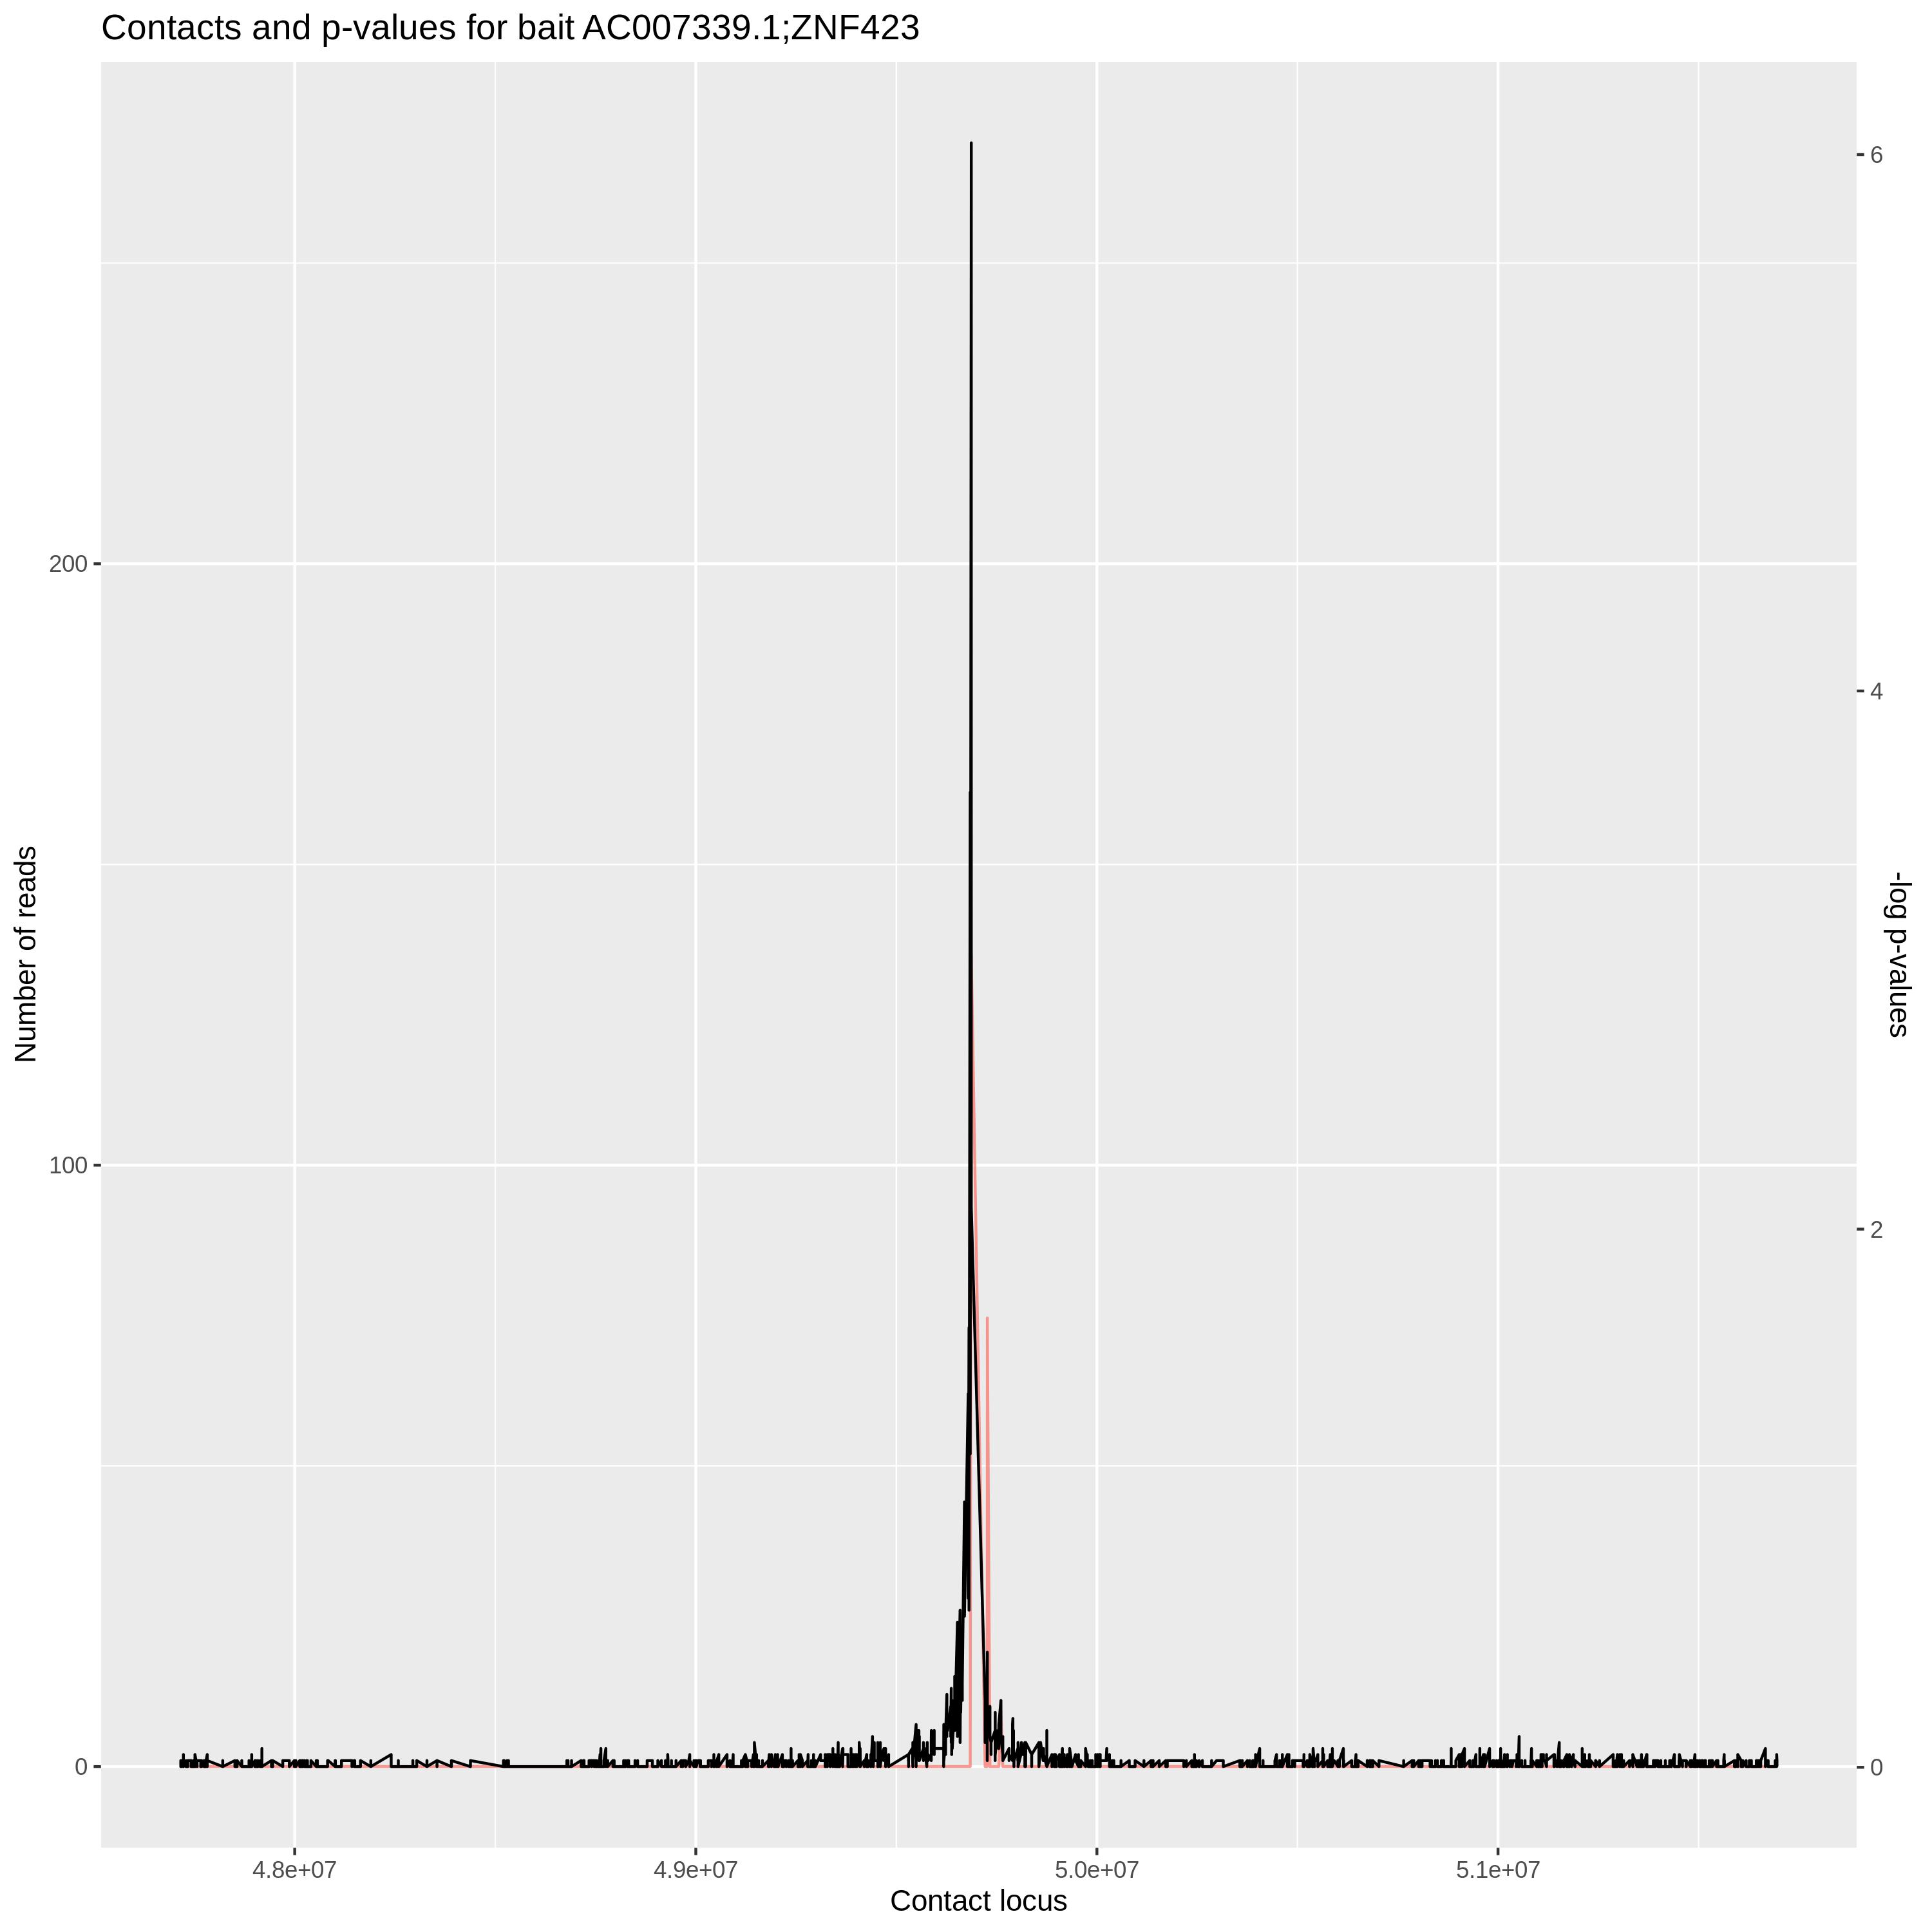 Contacts and p-values for bait AC007339.1;ZNF423
6
200
4
Number of reads
-log p-values
100
2
0
0
4.8e+07
4.9e+07
5.0e+07
5.1e+07
Contact locus